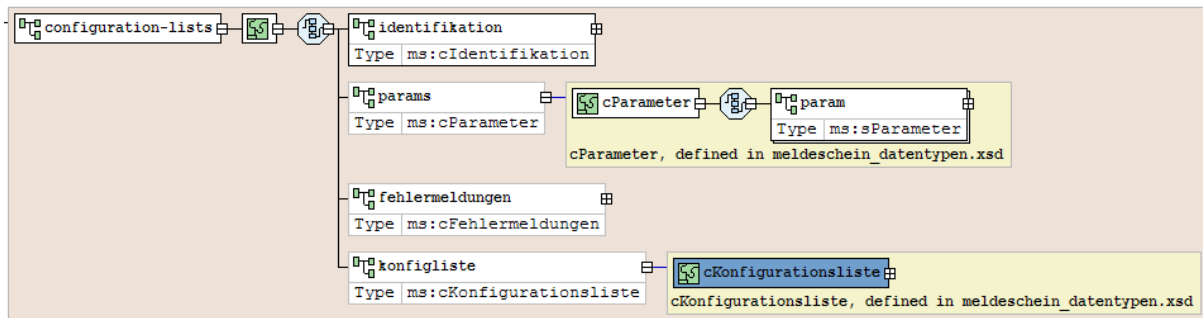 configuration-lists
identifikation
Type ms:cIdentifikation
params
Type ms:cParameter
cParameter
param
Type ms:sParameter
cParameter, defined in meldeschein_datentypen.xsd
fehlermeldungen
Type ms:cFehlermeldungen
konfigliste
Type ms:cKonfigurationsliste
cKonfigurationsliste
cKonfigurationsliste, defined in meldeschein_datentypen.xsd